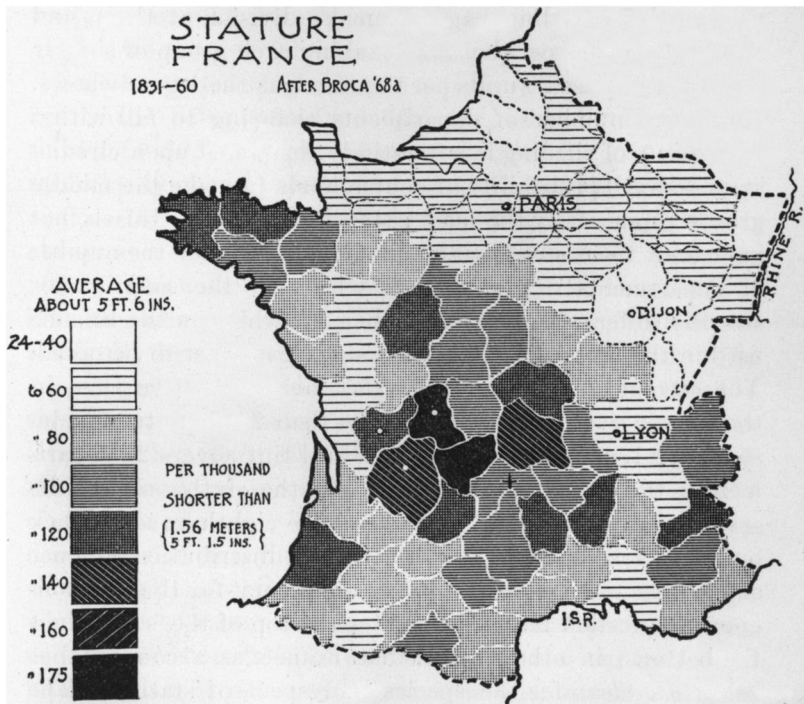 STATURE
FRANCE
1831–60 AFTER BROCA '68a
PARIS
RHINE R.
AVERAGE
ABOUT 5 FT. 6 INS.
DIJON
24–40
to 60
" 80
LYON
"100
PER THOUSAND
SHORTER THAN
{1.56 METERS}
{5 FT. 1.5 INS.}
"120
"140
"160
I.S.R.
"175